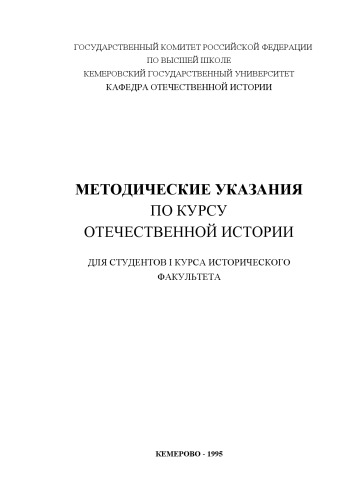 ГОСУДАРСТВЕННЫЙ КОМИТЕТ РОССИЙСКОЙ ФЕДЕРАЦИИ
ПО ВЫСШЕЙ ШКОЛЕ
КЕМЕРОВСКИЙ ГОСУДАРСТВЕННЫЙ УНИВЕРСИТЕТ
КАФЕДРА ОТЕЧЕСТВЕННОЙ ИСТОРИИ
МЕТОДИЧЕСКИЕ УКАЗАНИЯ
ПО КУРСУ
ОТЕЧЕСТВЕННОЙ ИСТОРИИ
ДЛЯ СТУДЕНТОВ I КУРСА ИСТОРИЧЕСКОГО
ФАКУЛЬТЕТА
КЕМЕРОВО - 1995